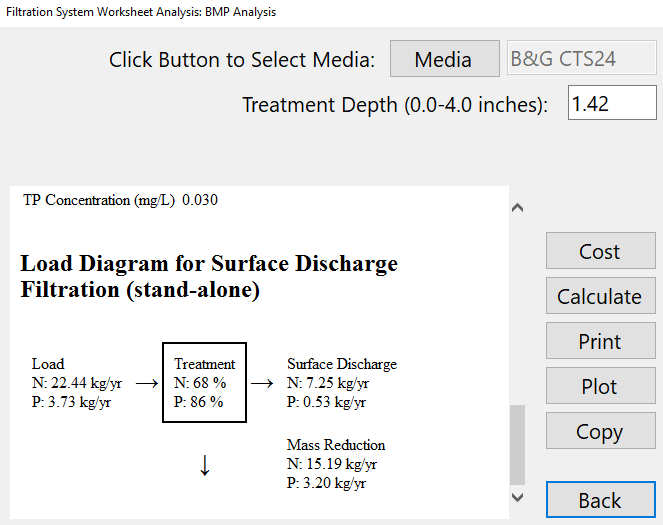 Filtration System Worksheet Analysis: BMP Analysis
Click Button to Select Media: Media B&G CTS24
Treatment Depth (0.0-4.0 inches): 1.42
TP Concentration (mg/L) 0.030
Load Diagram for Surface Discharge
Filtration (stand-alone)
Load
N: 22.44 kg/yr
P: 3.73 kg/yr
→
Treatment
N: 68 %
P: 86 %
→
Surface Discharge
N: 7.25 kg/yr
P: 0.53 kg/yr
↓
Mass Reduction
N: 15.19 kg/yr
P: 3.20 kg/yr
Cost
Calculate
Print
Plot
Copy
Back